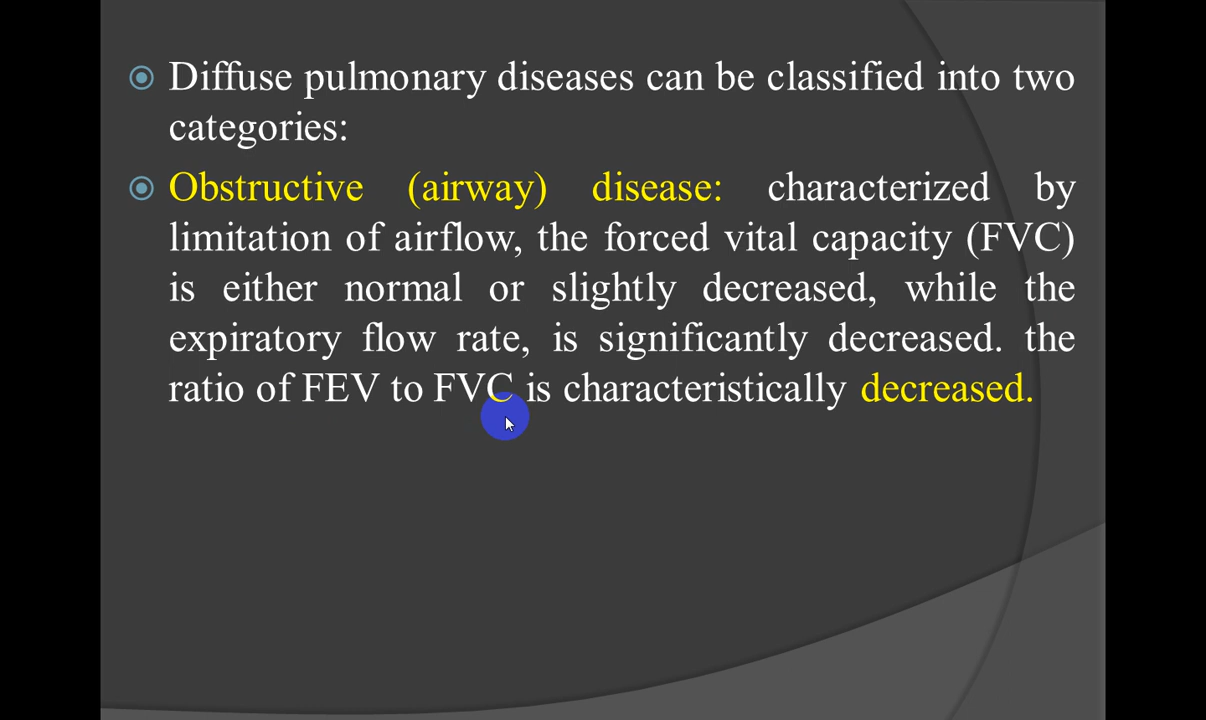 Diffuse pulmonary diseases can be classified into two
categories:
Obstructive (airway) disease: characterized by
limitation of airflow, the forced vital capacity (FVC)
is either normal or slightly decreased, while the
expiratory flow rate, is significantly decreased. the
ratio of FEV to FVC is characteristically decreased.